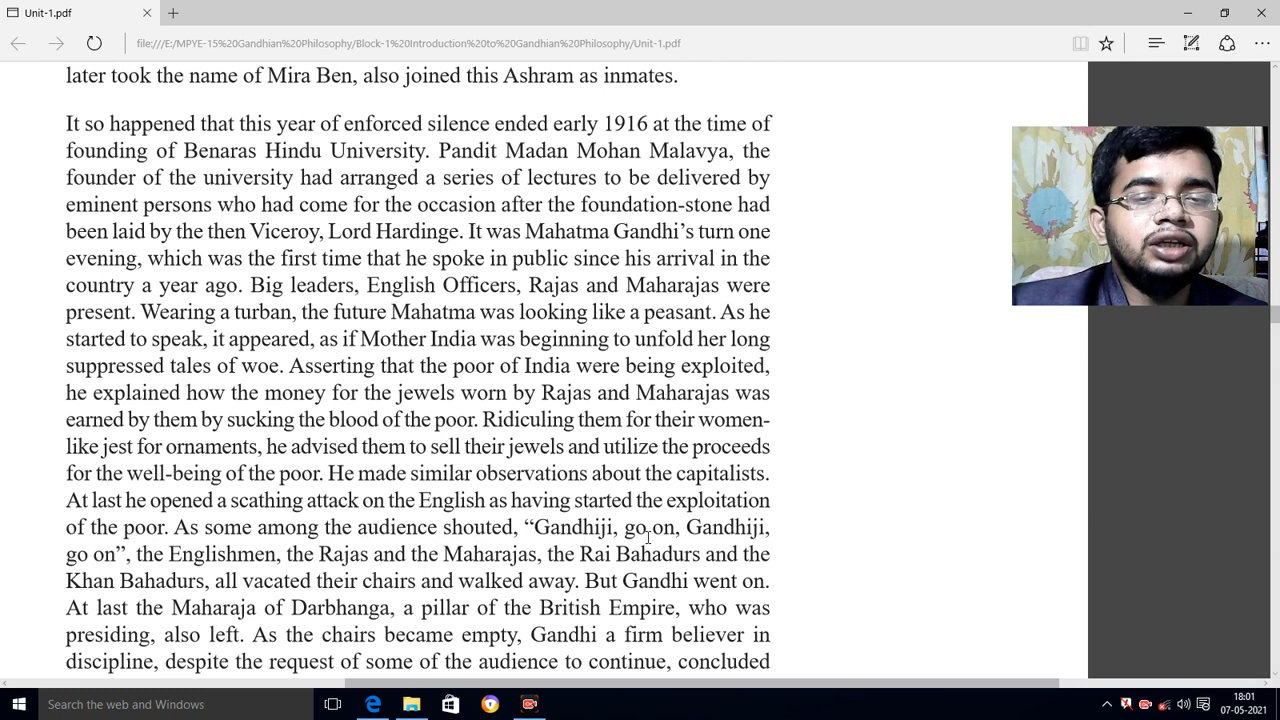 Unit-1.pdf
file:///E:/MPYE-15%20Gandhian%20Philosophy/Block-1%20Introduction%20to%20Gandhian%20Philosophy/Unit-1.pdf
later took the name of Mira Ben, also joined this Ashram as inmates.
It so happened that this year of enforced silence ended early 1916 at the time of
founding of Benaras Hindu University. Pandit Madan Mohan Malavya, the
founder of the university had arranged a series of lectures to be delivered by
eminent persons who had come for the occasion after the foundation-stone had
been laid by the then Viceroy, Lord Hardinge. It was Mahatma Gandhi’s turn one
evening, which was the first time that he spoke in public since his arrival in the
country a year ago. Big leaders, English Officers, Rajas and Maharajas were
present. Wearing a turban, the future Mahatma was looking like a peasant. As he
started to speak, it appeared, as if Mother India was beginning to unfold her long
suppressed tales of woe. Asserting that the poor of India were being exploited,
he explained how the money for the jewels worn by Rajas and Maharajas was
earned by them by sucking the blood of the poor. Ridiculing them for their women-
like jest for ornaments, he advised them to sell their jewels and utilize the proceeds
for the well-being of the poor. He made similar observations about the capitalists.
At last he opened a scathing attack on the English as having started the exploitation
of the poor. As some among the audience shouted, “Gandhiji, go on, Gandhiji,
go on”, the Englishmen, the Rajas and the Maharajas, the Rai Bahadurs and the
Khan Bahadurs, all vacated their chairs and walked away. But Gandhi went on.
At last the Maharaja of Darbhanga, a pillar of the British Empire, who was
presiding, also left. As the chairs became empty, Gandhi a firm believer in
discipline, despite the request of some of the audience to continue, concluded
Search the web and Windows
18:01
07-05-2021